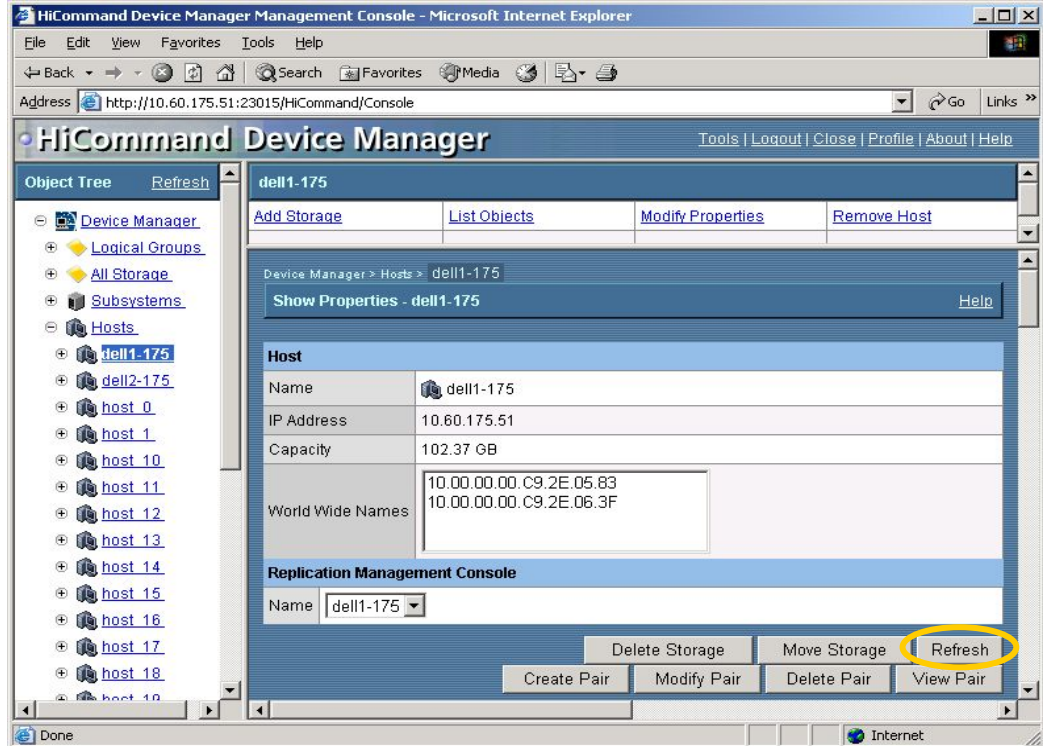 HiCommand Device Manager Management Console - Microsoft Internet Explorer
File Edit View Favorites Tools Help
Back Search Favorites Media
Address http://10.60.175.51:23015/HiCommand/Console Go Links »
HiCommand Device Manager
Tools | Logout | Close | Profile | About | Help
Object Tree Refresh
Device Manager
Logical Groups
All Storage
Subsystems
Hosts
dell1-175
dell2-175
host_0
host_1
host_10
host_11
host_12
host_13
host_14
host_15
host_16
host_17
host_18
host_19
dell1-175
Add Storage List Objects Modify Properties Remove Host
Device Manager > Hosts > dell1-175
Show Properties - dell1-175 Help
Host
Name dell1-175
IP Address 10.60.175.51
Capacity 102.37 GB
World Wide Names
10.00.00.00.C9.2E.05.83
10.00.00.00.C9.2E.06.3F
Replication Management Console
Name dell1-175
Delete Storage Move Storage Refresh
Create Pair Modify Pair Delete Pair View Pair
Done Internet